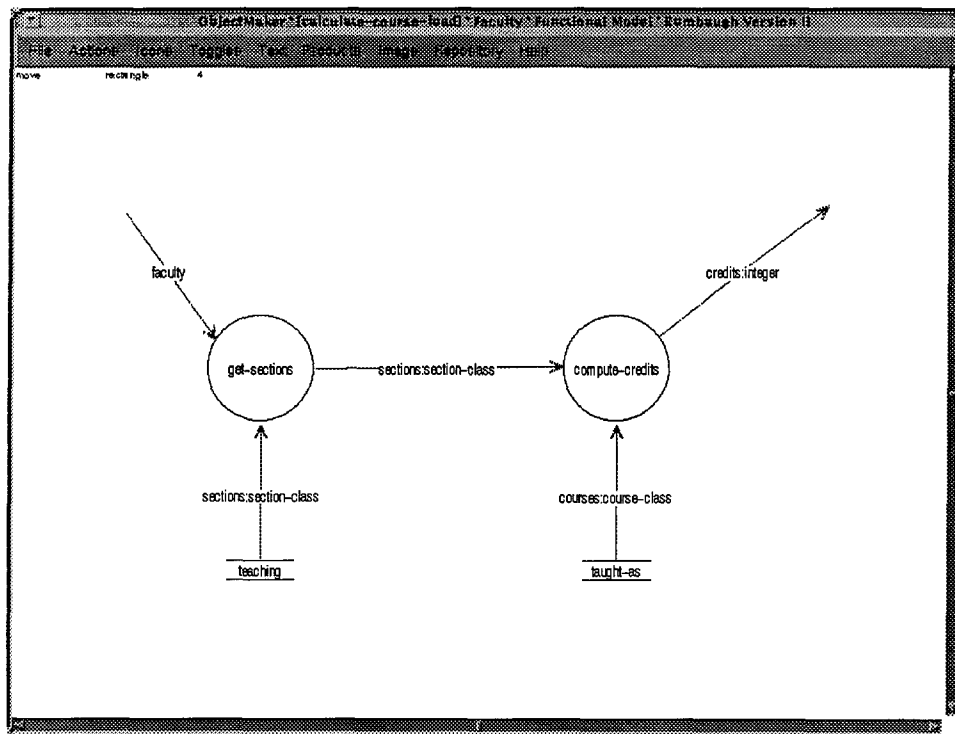 ObjectMaker * [calculate-course-load] * Faculty * Functional Model * Rumbaugh Version II
File Actions Icons Toggles Text Products Image Repository Help
move rectangle 4
faculty
credits:integer
get-sections
sections:section-class
compute-credits
sections:section-class
courses:course-class
teaching
taught-as